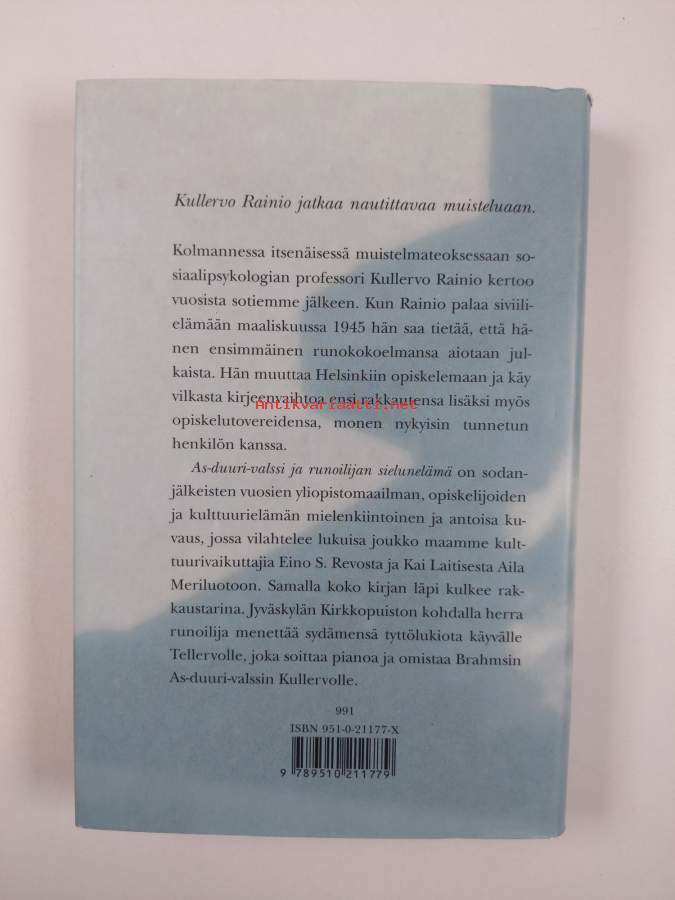 Kullervo Rainio jatkaa nautittavaa muisteluaan.
Kolmannessa itsenäisessä muistelmateoksessaan so-
siaalipsykologian professori Kullervo Rainio kertoo
vuosista sotiemme jälkeen. Kun Rainio palaa siviili-
elämään maaliskuussa 1945 hän saa tietää, että hä-
nen ensimmäinen runokokoelmansa aiotaan jul-
kaista. Hän muuttaa Helsinkiin opiskelemaan ja käy
vilkasta kirjeenvaihtoa ensi rakkautensa lisäksi myös
Antikvariaatti.net
opiskelutovereidensa, monen nykyisin tunnetun
henkilön kanssa.
As-duuri-valssi ja runoilijan sielunelämä on sodan-
jälkeisten vuosien yliopistomaailman, opiskelijoiden
ja kulttuurielämän mielenkiintoinen ja antoisa ku-
vaus, jossa vilahtelee lukuisa joukko maamme kult-
tuurivaikuttajia Eino S. Revosta ja Kai Laitisesta Aila
Meriluotoon. Samalla koko kirjan läpi kulkee rak-
kaustarina. Jyväskylän Kirkkopuiston kohdalla herra
runoilija menettää sydämensä tyttölukiota käyvälle
Tellervolle, joka soittaa pianoa ja omistaa Brahmsin
As-duuri-valssin Kullervolle.
991
ISBN 951-0-21177-X
9 789510 211779